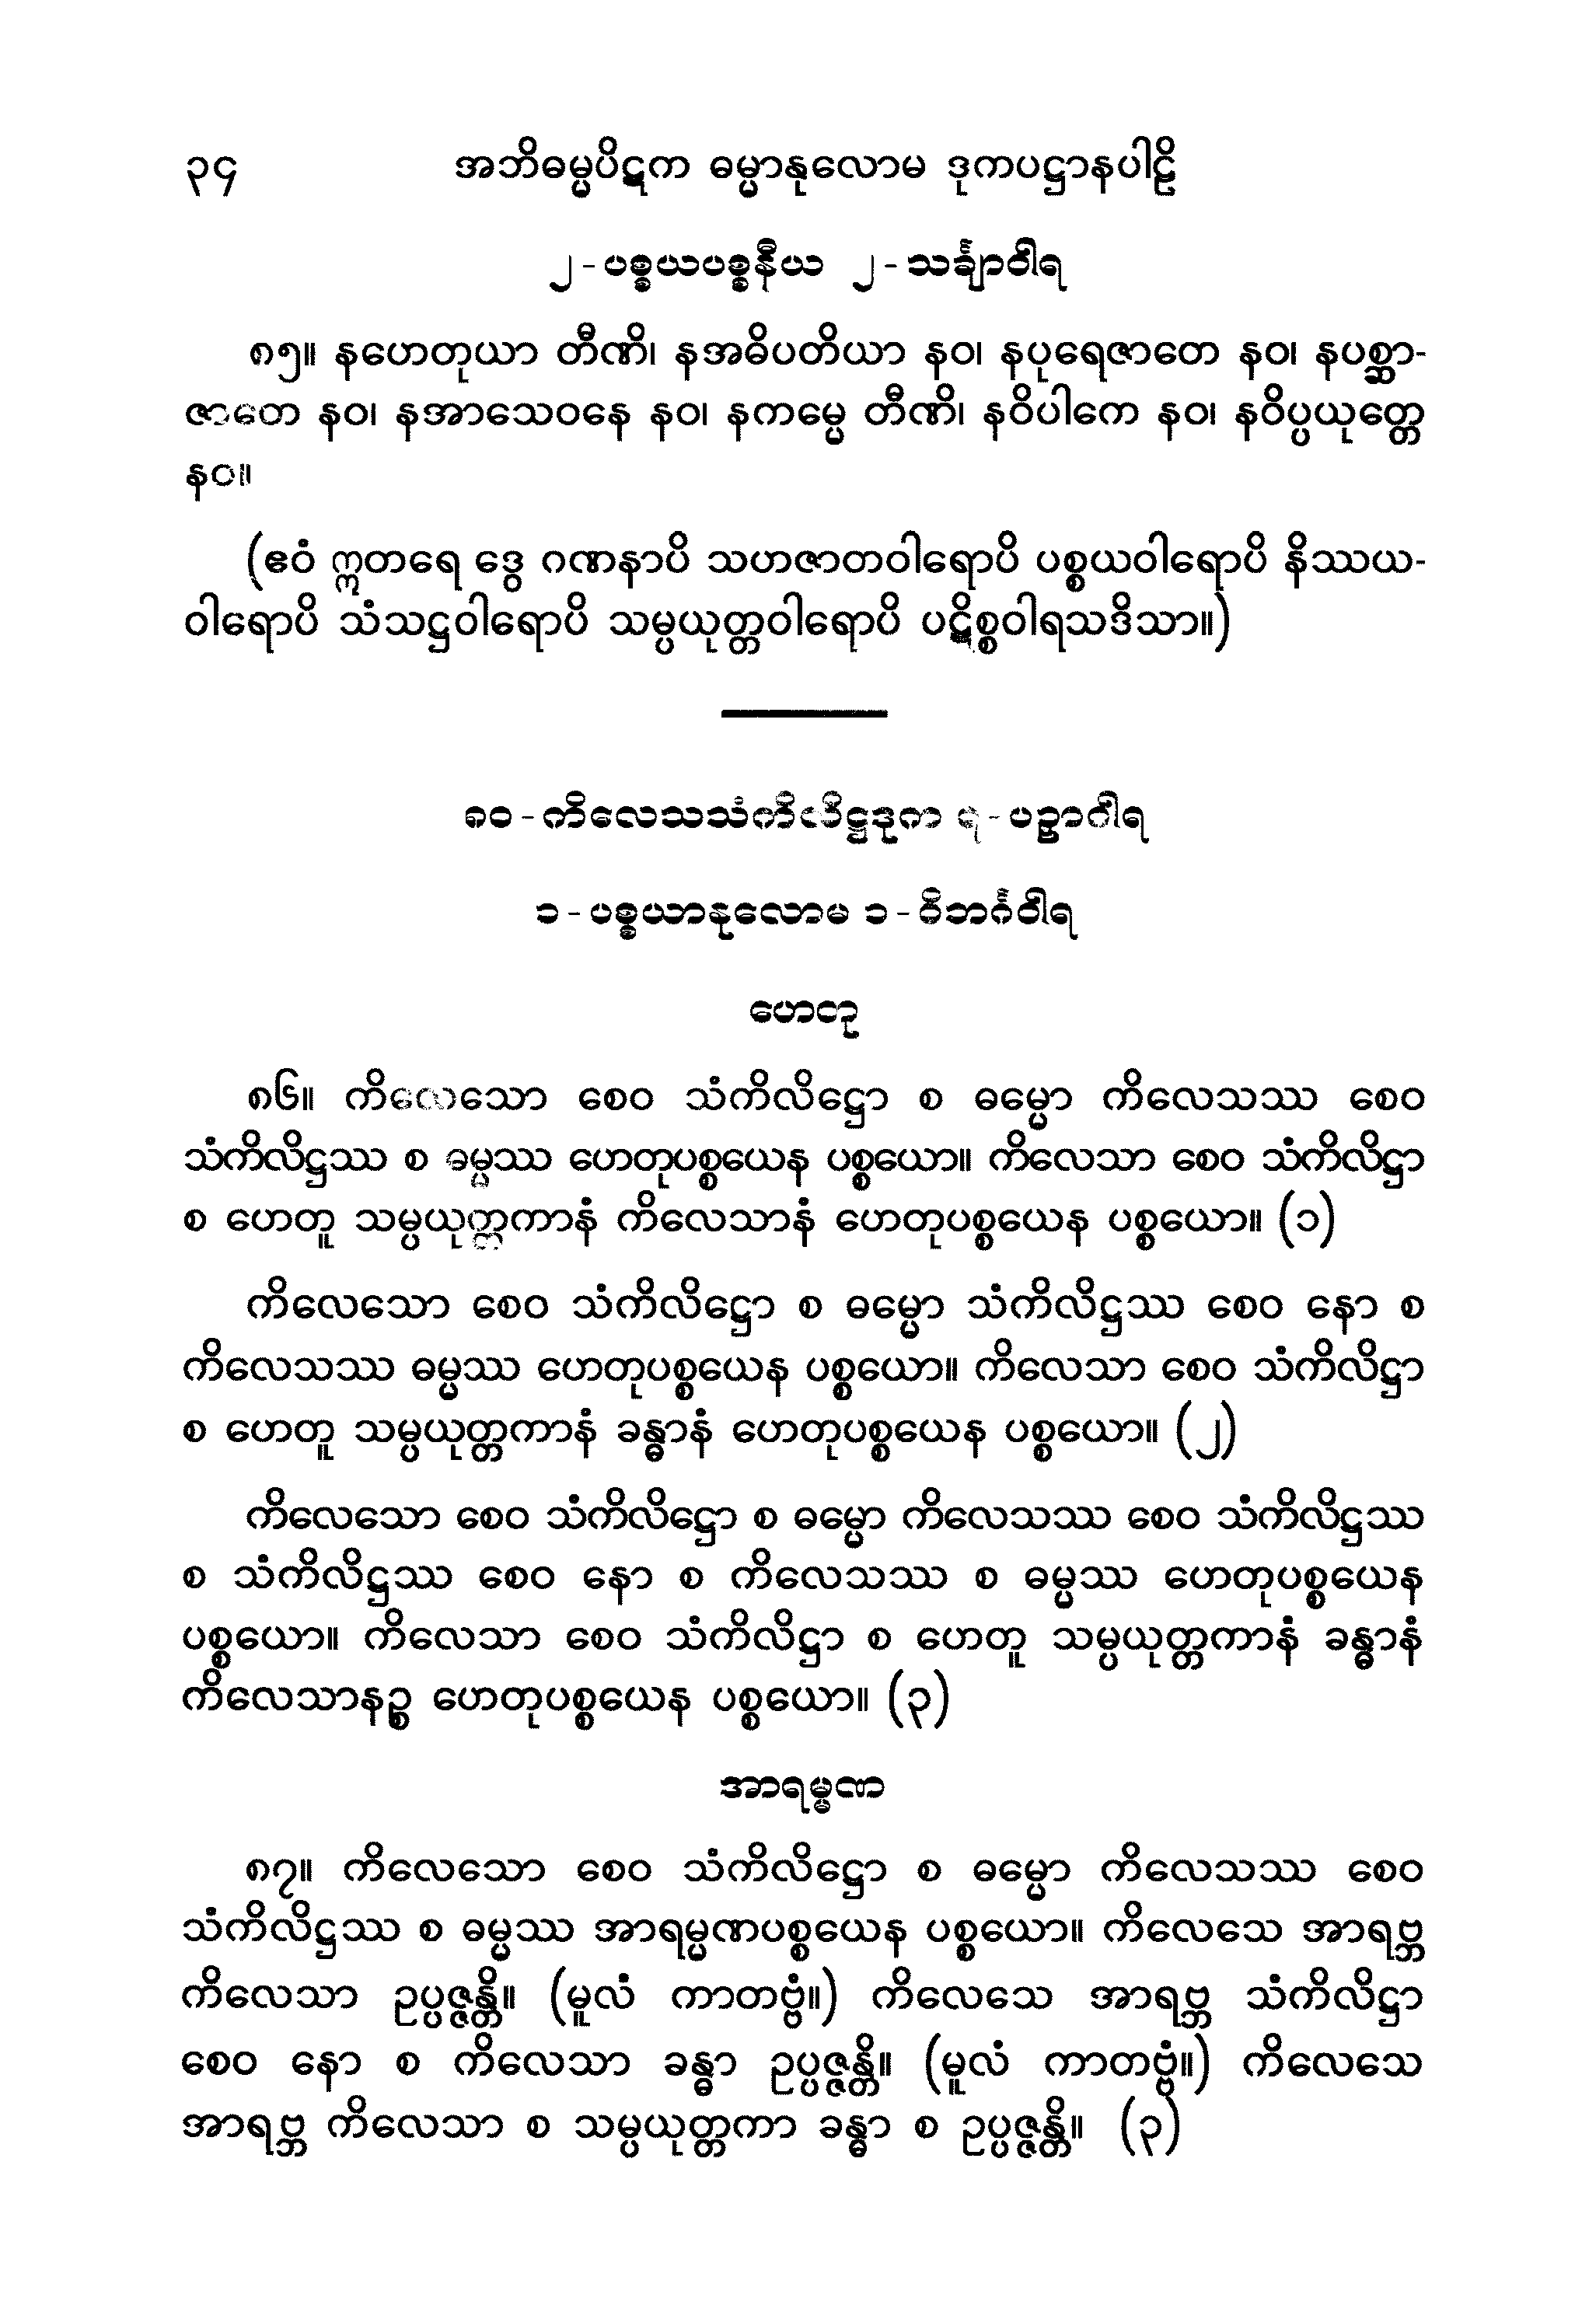 ၃၄ အဘိဓမ္မပိဋက ဓမ္မာနုလောမ ဒုကပဋ္ဌာနပါဠိ
၂-ပစ္စယပစ္စနီယ ၂-သင်္ချာဝါရ
၈၅။ နဟေတုယာ တီဏိ၊ နအဓိပတိယာ နဝ၊ နပုရေဇာတေ နဝ၊ နပစ္ဆာ-
ဇာတေ နဝ၊ နအာသေဝနေ နဝ၊ နကမ္မေ တီဏိ၊ နဝိပါကေ နဝ၊ နဝိပ္ပယုတ္တေ
နဝ။
(ဧဝံ ဣတရေ ဒွေ ဂဏနာပိ သဟဇာတဝါရောပိ ပစ္စယဝါရောပိ နိဿယ-
ဝါရောပိ သံသဋ္ဌဝါရောပိ သမ္ပယုတ္တဝါရောပိ ပဋိစ္စဝါရသဒိသာ။)
၈၀-ကိလေသသံကိလိဋ္ဌဒုက ၇-ပဉှာဝါရ
၁-ပစ္စယာနုလောမ ၁-ဝိဘင်္ဂဝါရ
ဟေတု
၈၆။ ကိလေသော စေဝ သံကိလိဋ္ဌော စ ဓမ္မော ကိလေသဿ စေဝ
သံကိလိဋ္ဌဿ စ ဓမ္မဿ ဟေတုပစ္စယေန ပစ္စယော။ ကိလေသာ စေဝ သံကိလိဋ္ဌာ
စ ဟေတူ သမ္ပယုတ္တကာနံ ကိလေသာနံ ဟေတုပစ္စယေန ပစ္စယော။ (၁)
ကိလေသော စေဝ သံကိလိဋ္ဌော စ ဓမ္မော သံကိလိဋ္ဌဿ စေဝ နော စ
ကိလေသဿ ဓမ္မဿ ဟေတုပစ္စယေန ပစ္စယော။ ကိလေသာ စေဝ သံကိလိဋ္ဌာ
စ ဟေတူ သမ္ပယုတ္တကာနံ ခန္ဓာနံ ဟေတုပစ္စယေန ပစ္စယော။ (၂)
ကိလေသော စေဝ သံကိလိဋ္ဌော စ ဓမ္မော ကိလေသဿ စေဝ သံကိလိဋ္ဌဿ
စ သံကိလိဋ္ဌဿ စေဝ နော စ ကိလေသဿ စ ဓမ္မဿ ဟေတုပစ္စယေန
ပစ္စယော။ ကိလေသာ စေဝ သံကိလိဋ္ဌာ စ ဟေတူ သမ္ပယုတ္တကာနံ ခန္ဓာနံ
ကိလေသာနဉ္စ ဟေတုပစ္စယေန ပစ္စယော။ (၃)
အာရမ္မဏ
၈၇။ ကိလေသော စေဝ သံကိလိဋ္ဌော စ ဓမ္မော ကိလေသဿ စေဝ
သံကိလိဋ္ဌဿ စ ဓမ္မဿ အာရမ္မဏပစ္စယေန ပစ္စယော။ ကိလေသေ အာရဗ္ဘ
ကိလေသာ ဥပ္ပဇ္ဇန္တိ။ (မူလံ ကာတဗ္ဗံ။) ကိလေသေ အာရဗ္ဘ သံကိလိဋ္ဌာ
စေဝ နော စ ကိလေသာ ခန္ဓာ ဥပ္ပဇ္ဇန္တိ။ (မူလံ ကာတဗ္ဗံ။) ကိလေသေ
အာရဗ္ဘ ကိလေသာ စ သမ္ပယုတ္တကာ ခန္ဓာ စ ဥပ္ပဇ္ဇန္တိ။ (၃)